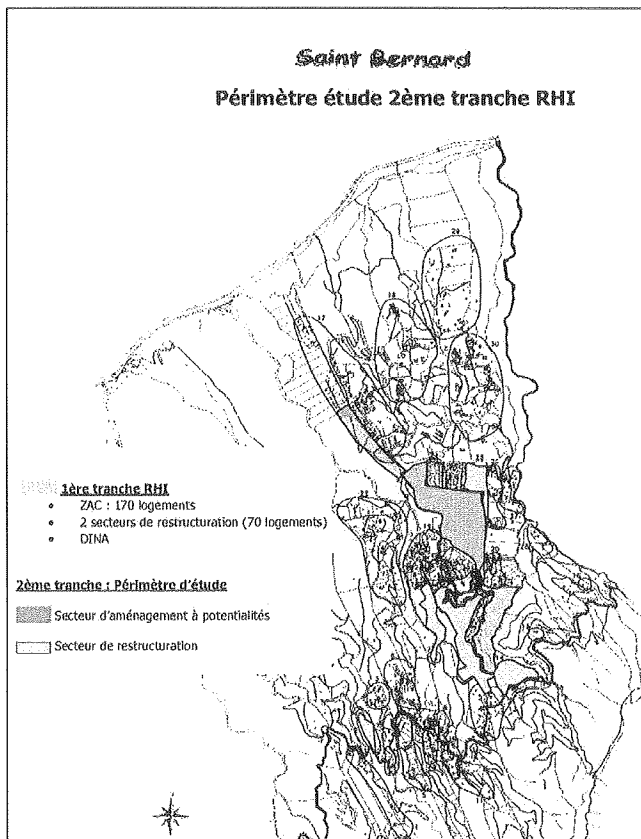 Saint Bernard
Périmètre étude 2ème tranche RHI
1ère tranche RHI
• ZAC : 170 logements
• 2 secteurs de restructuration (70 logements)
• DINA
2ème tranche : Périmètre d'étude
Secteur d'aménagement à potentialités
Secteur de restructuration